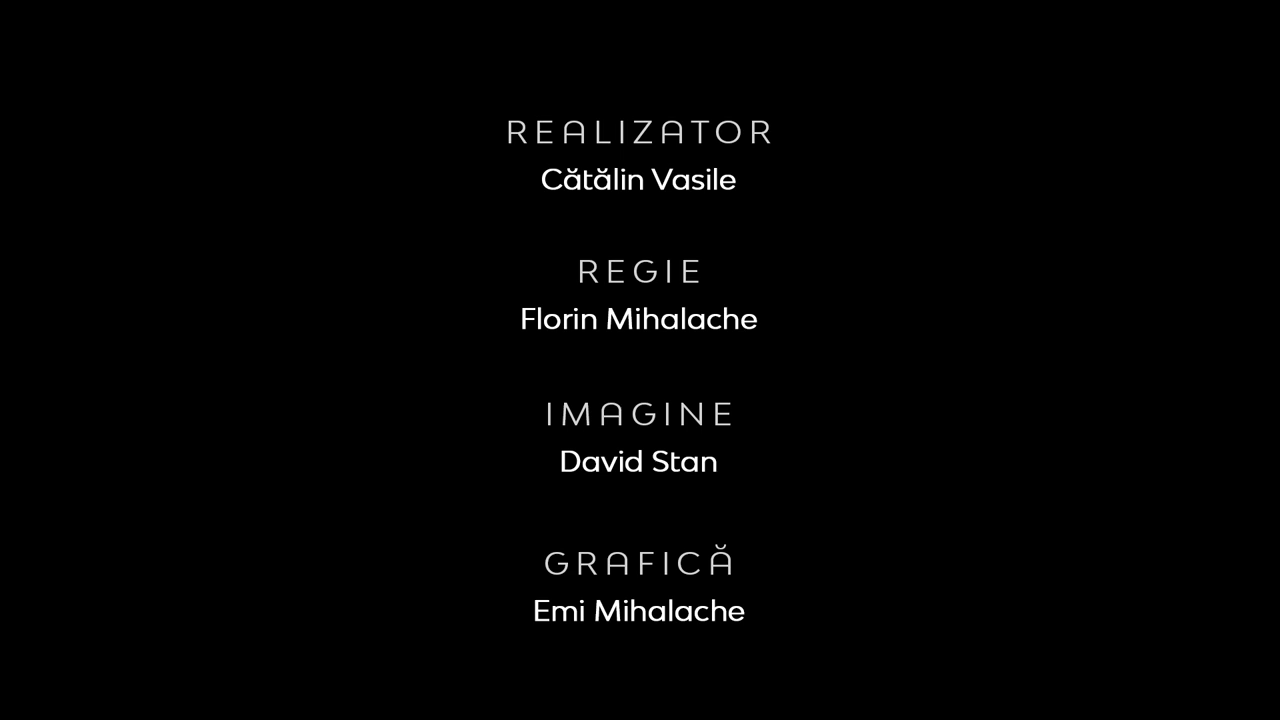 REALIZATOR
Cătălin Vasile
REGIE
Florin Mihalache
IMAGINE
David Stan
GRAFICĂ
Emi Mihalache